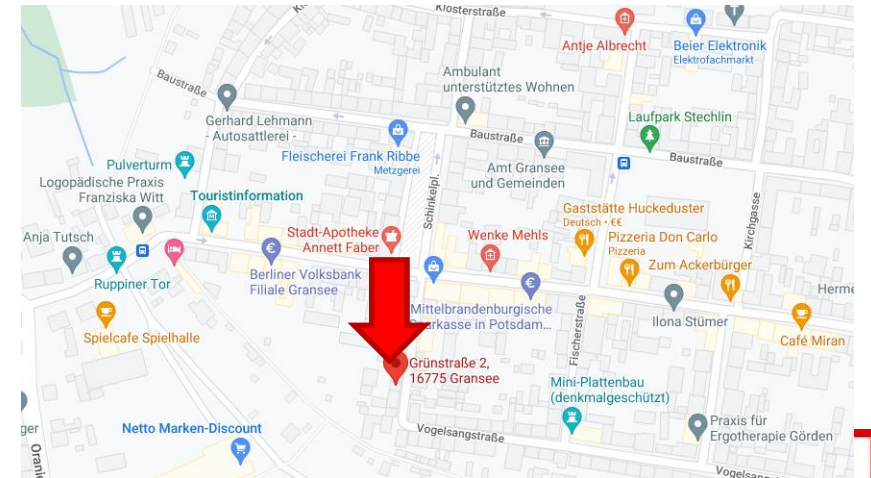 Klosterstraße
Antje Albrecht
Beier Elektronik
Elektrofachmarkt
Ambulant
unterstütztes Wohnen
Baustraße
Gerhard Lehmann
- Autosattlerei -
Laufpark Stechlin
Baustraße
Baustraße
Fleischerei Frank Ribbe
Metzgerei
Amt Gransee
und Gemeinden
Pulverturm
Logopädische Praxis
Franziska Witt
Touristinformation
Schinkelpl.
Kirchgasse
Gaststätte Huckeduster
Deutsch • €€
Anja Tutsch
Stadt-Apotheke
Annett Faber
Wenke Mehls
Pizzeria Don Carlo
Pizzeria
Zum Ackerbürger
Ruppiner Tor
Berliner Volksbank
Filiale Gransee
Herme
Mittelbrandenburgische
Sparkasse in Potsdam...
Ilona Stümer
Fischerstraße
Spielcafe Spielhalle
Café Miran
Grünstraße 2,
16775 Gransee
Mini-Plattenbau
(denkmalgeschützt)
Netto Marken-Discount
Vogelsangstraße
Praxis für
Ergotherapie Görden
ger
Orani
Vogelsan